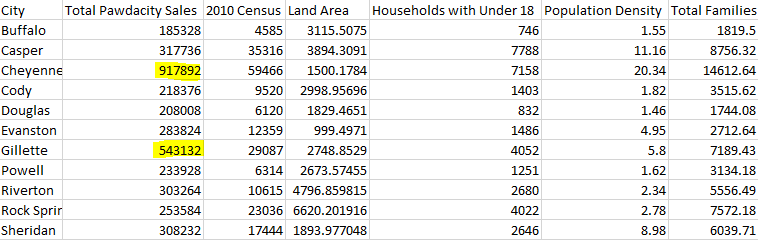 City Total Pawdacity Sales 2010 Census Land Area Households with Under 18 Population Density Total Families
Buffalo 185328 4585 3115.5075 746 1.55 1819.5
Casper 317736 35316 3894.3091 7788 11.16 8756.32
Cheyenne 917892 59466 1500.1784 7158 20.34 14612.64
Cody 218376 9520 2998.95696 1403 1.82 3515.62
Douglas 208008 6120 1829.4651 832 1.46 1744.08
Evanston 283824 12359 999.4971 1486 4.95 2712.64
Gillette 543132 29087 2748.8529 4052 5.8 7189.43
Powell 233928 6314 2673.57455 1251 1.62 3134.18
Riverton 303264 10615 4796.859815 2680 2.34 5556.49
Rock Sprin 253584 23036 6620.201916 4022 2.78 7572.18
Sheridan 308232 17444 1893.977048 2646 8.98 6039.71